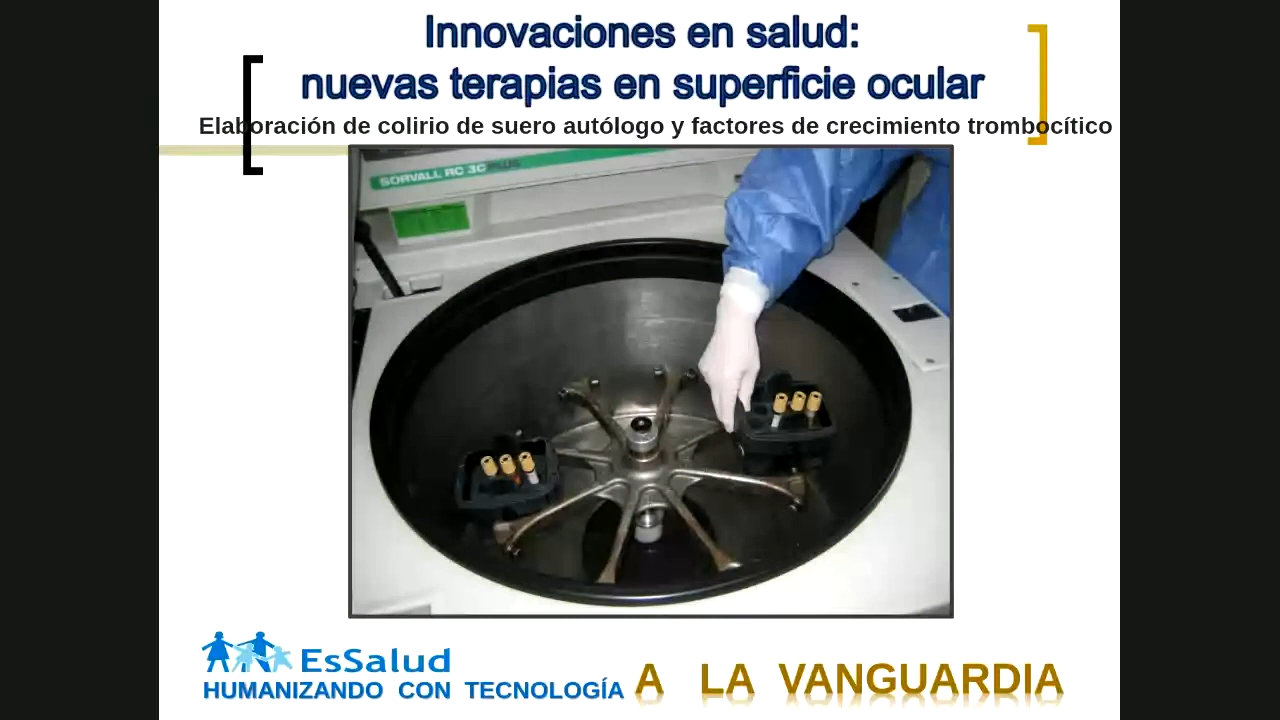 Innovaciones en salud:
nuevas terapias en superficie ocular
Elaboración de colirio de suero autólogo y factores de crecimiento trombocítico
SORVALL RC 3C PLUS
EsSalud
HUMANIZANDO CON TECNOLOGÍA A LA VANGUARDIA